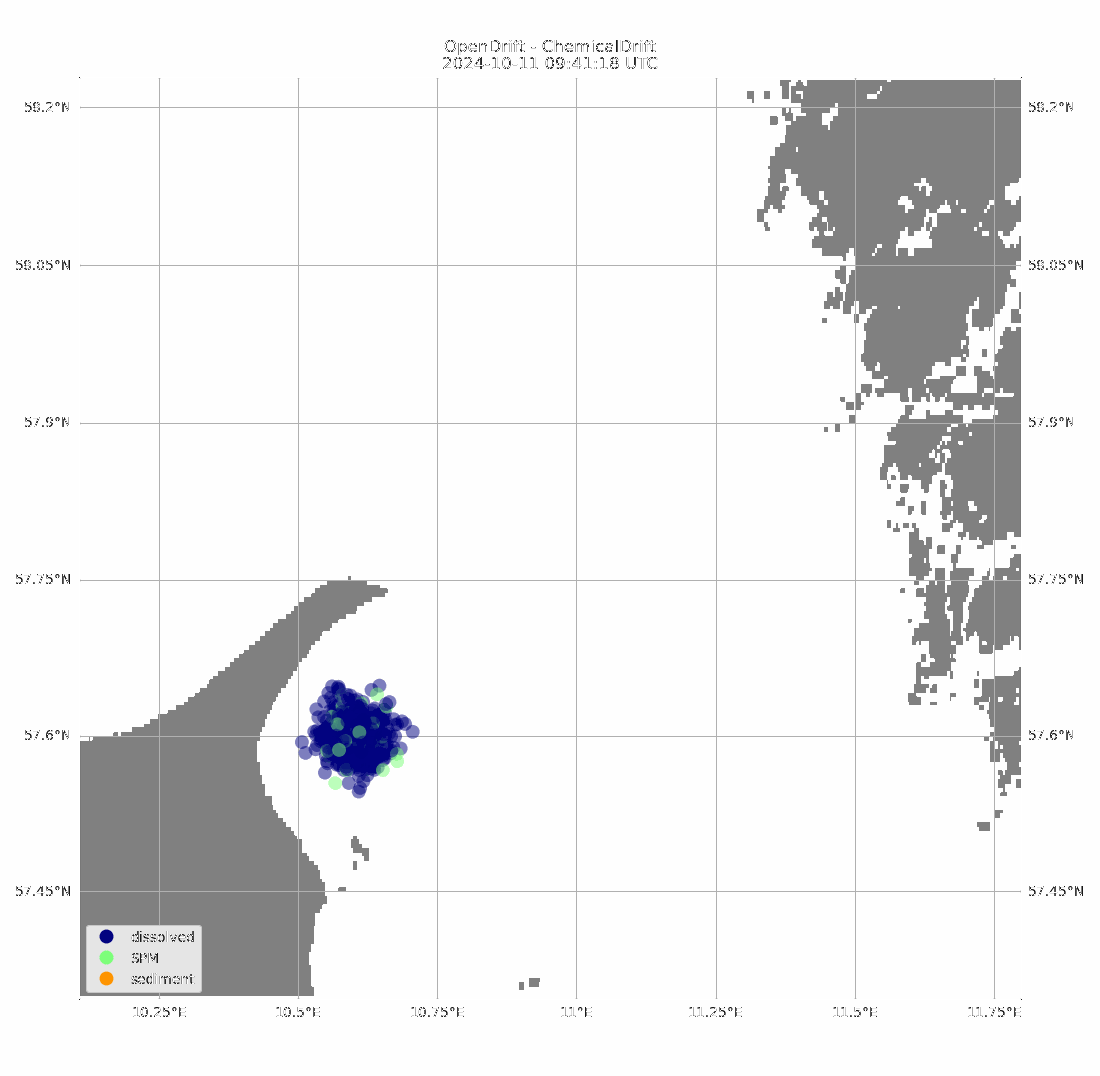 OpenDrift - ChemicalDrift
2024-10-11 09:41:18 UTC
58.2°N
58.2°N
58.05°N
58.05°N
57.9°N
57.9°N
57.75°N
57.75°N
57.6°N
57.6°N
57.45°N
57.45°N
dissolved
SPM
sediment
10.25°E
10.5°E
10.75°E
11°E
11.25°E
11.5°E
11.75°E